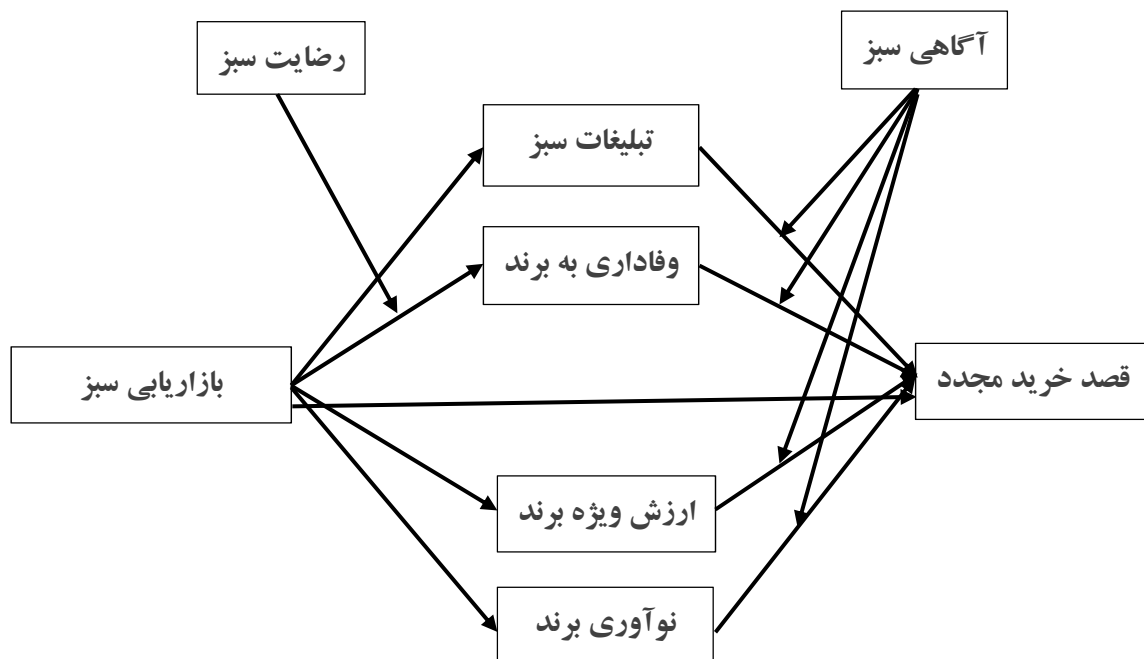 آگاهی سبز
رضایت سبز
تبلیغات سبز
وفاداری به برند
قصد خرید مجدد
بازاریابی سبز
ارزش ویژه برند
نوآوری برند